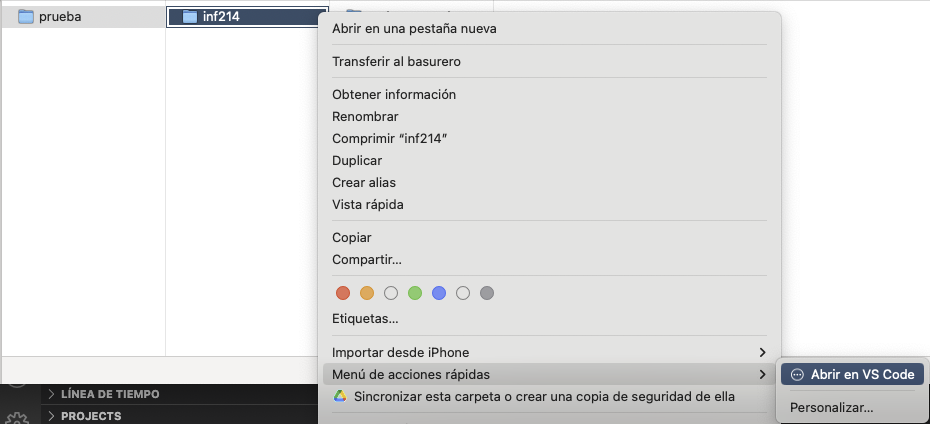 prueba
inf214
Abrir en una pestaña nueva
Transferir al basurero
Obtener información
Renombrar
Comprimir “inf214”
Duplicar
Crear alias
Vista rápida
Copiar
Compartir...
Etiquetas...
Importar desde iPhone
Menú de acciones rápidas
Abrir en VS Code
Sincronizar esta carpeta o crear una copia de seguridad de ella
Personalizar...
LÍNEA DE TIEMPO
PROJECTS